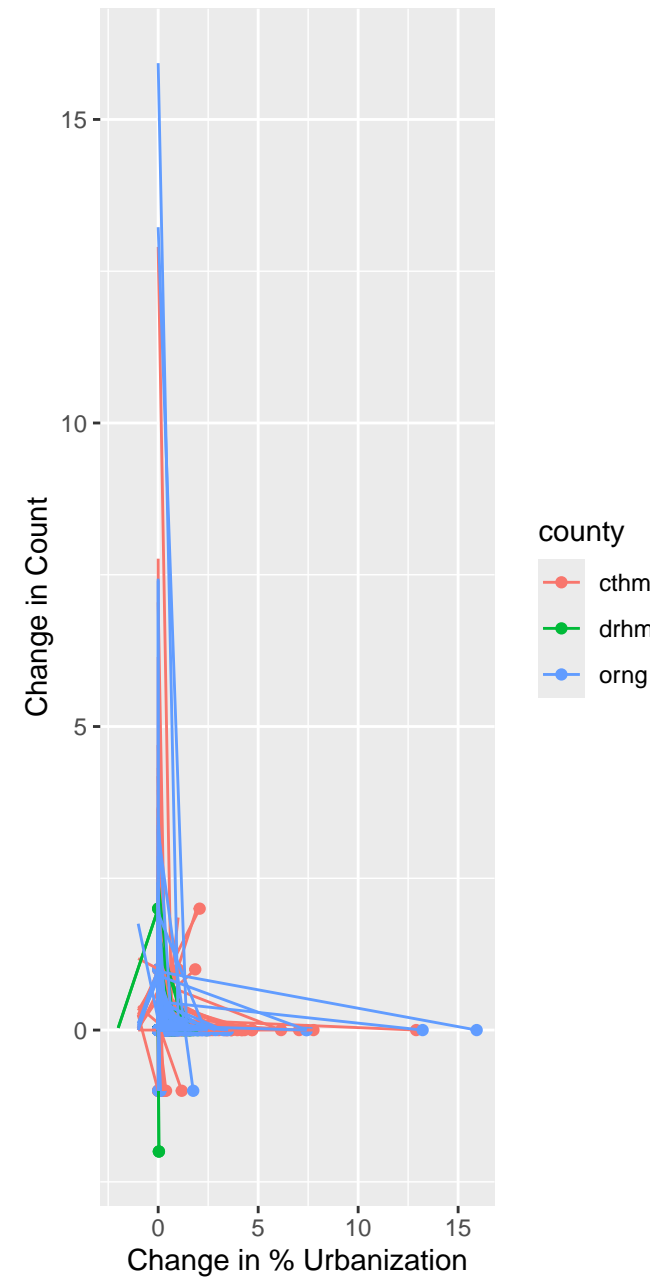 15
10
5
0
Change in Count
0 5 10 15
Change in % Urbanization
county
cthm
drhm
orng